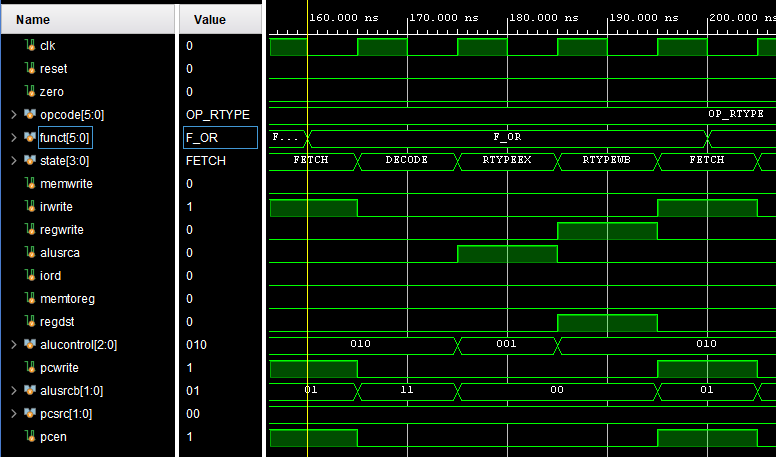 Name Value 160.000 ns 170.000 ns 180.000 ns 190.000 ns 200.000 ns
clk 0
reset 0
zero 0
opcode[5:0] OP_RTYPE OP_RTYPE
funct[5:0] F_OR F... F_OR
state[3:0] FETCH FETCH DECODE RTYPEEX RTYPEWB FETCH
memwrite 0
irwrite 1
regwrite 0
alusrca 0
iord 0
memtoreg 0
regdst 0
alucontrol[2:0] 010 010 001 010
pcwrite 1
alusrcb[1:0] 01 01 11 00 01
pcsrc[1:0] 00
pcen 1